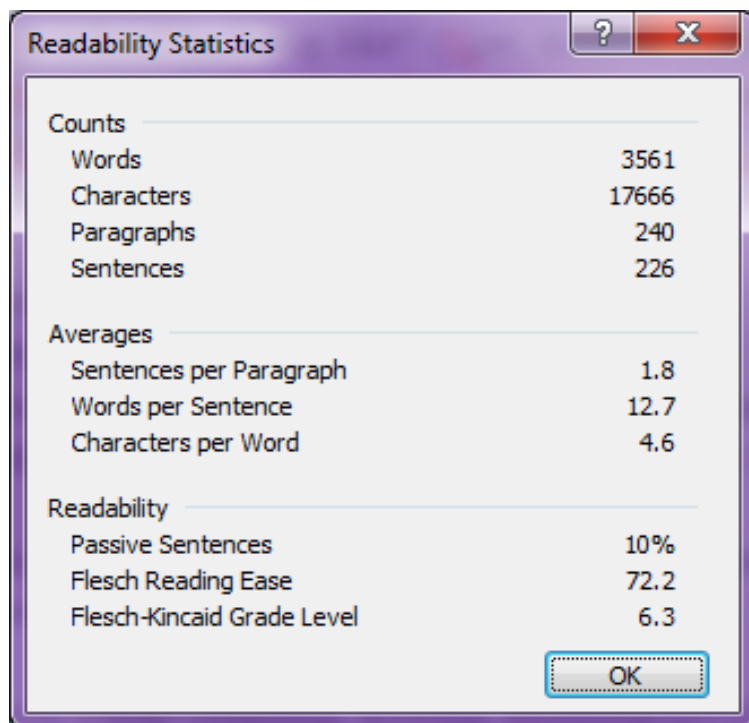 Readability Statistics
Counts
Words 3561
Characters 17666
Paragraphs 240
Sentences 226
Averages
Sentences per Paragraph 1.8
Words per Sentence 12.7
Characters per Word 4.6
Readability
Passive Sentences 10%
Flesch Reading Ease 72.2
Flesch-Kincaid Grade Level 6.3
OK